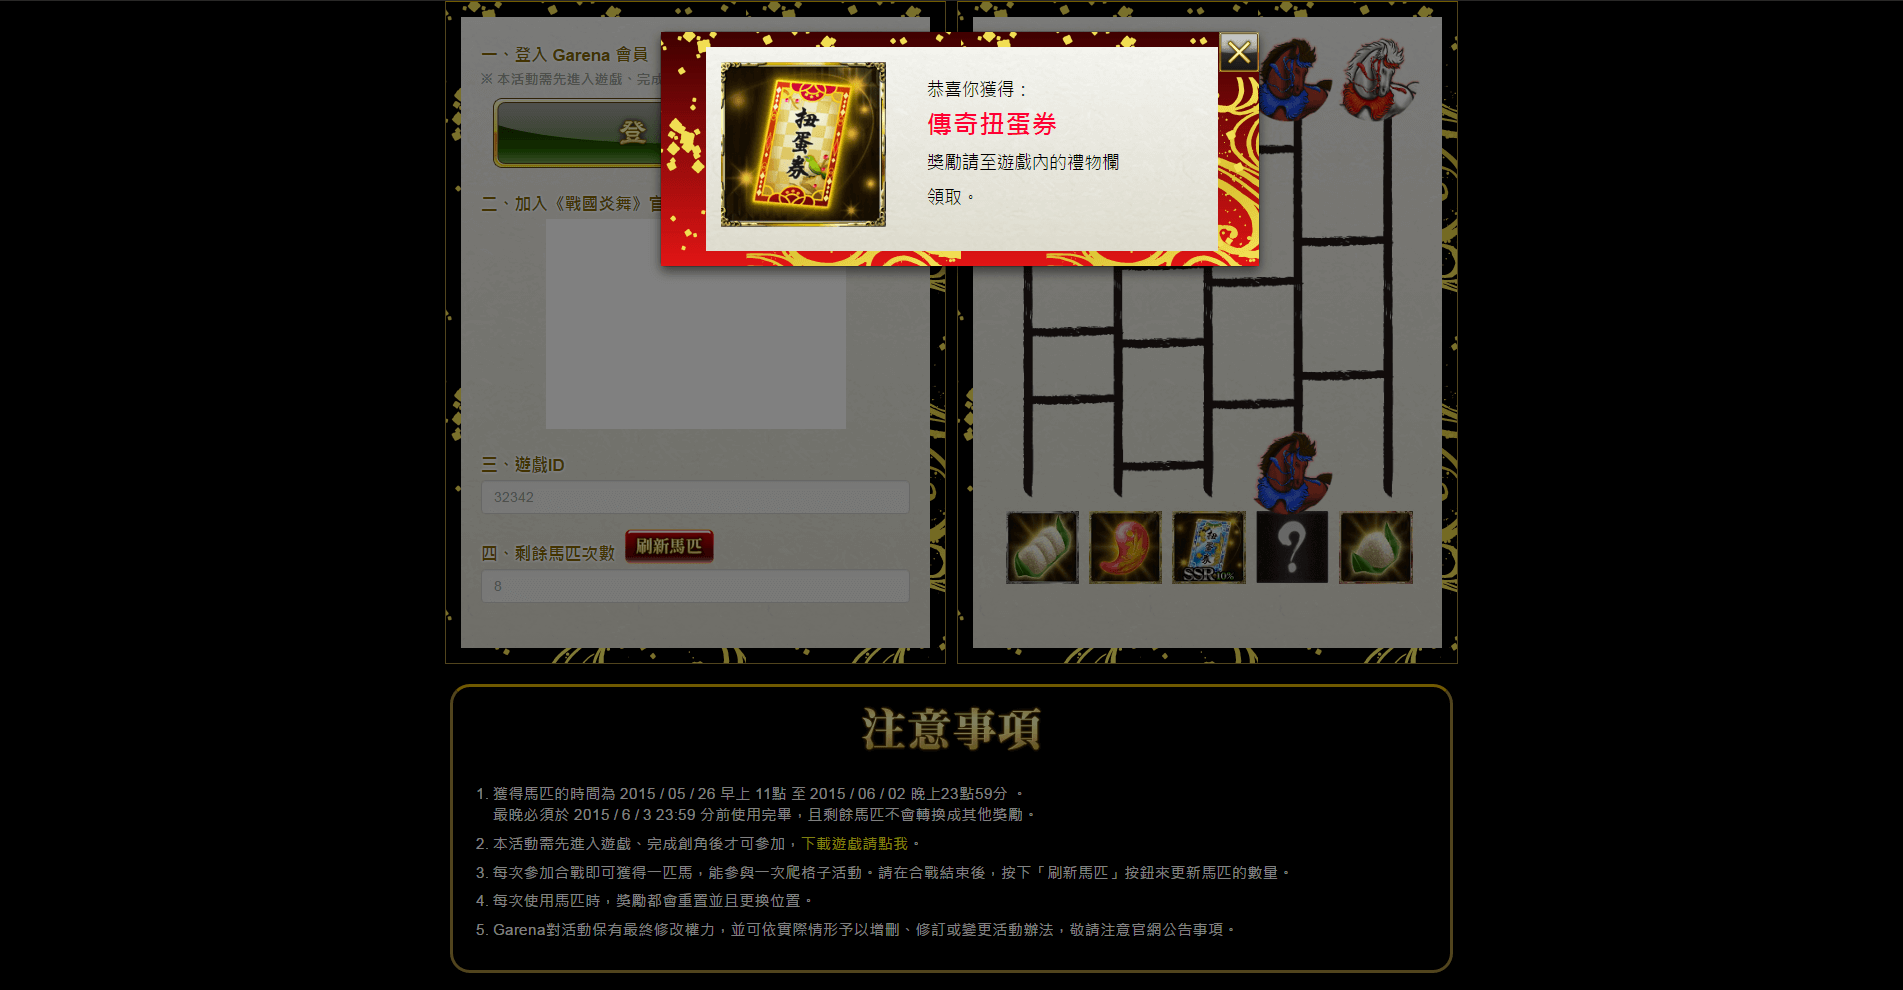 一、登入 Garena 會員
※ 本活動需先進入遊戲、完成
登
二、加入《戰國炎舞》官
扭蛋券
恭喜你獲得：
傳奇扭蛋券
獎勵請至遊戲內的禮物欄
領取。
三、遊戲ID
32342
四、剩餘馬匹次數
刷新馬匹
8
扭蛋券
SSR+10%
?
注意事項
1. 獲得馬匹的時間為 2015 / 05 / 26 早上 11點 至 2015 / 06 / 02 晚上23點59分 。
最晚必須於 2015 / 6 / 3 23:59 分前使用完畢，且剩餘馬匹不會轉換成其他獎勵。
2. 本活動需先進入遊戲、完成創角後才可參加，下載遊戲請點我。
3. 每次參加合戰即可獲得一匹馬，能參與一次爬格子活動。請在合戰結束後，按下「刷新馬匹」按鈕來更新馬匹的數量。
4. 每次使用馬匹時，獎勵都會重置並且更換位置。
5. Garena對活動保有最終修改權力，並可依實際情形予以增刪、修訂或變更活動辦法，敬請注意官網公告事項。